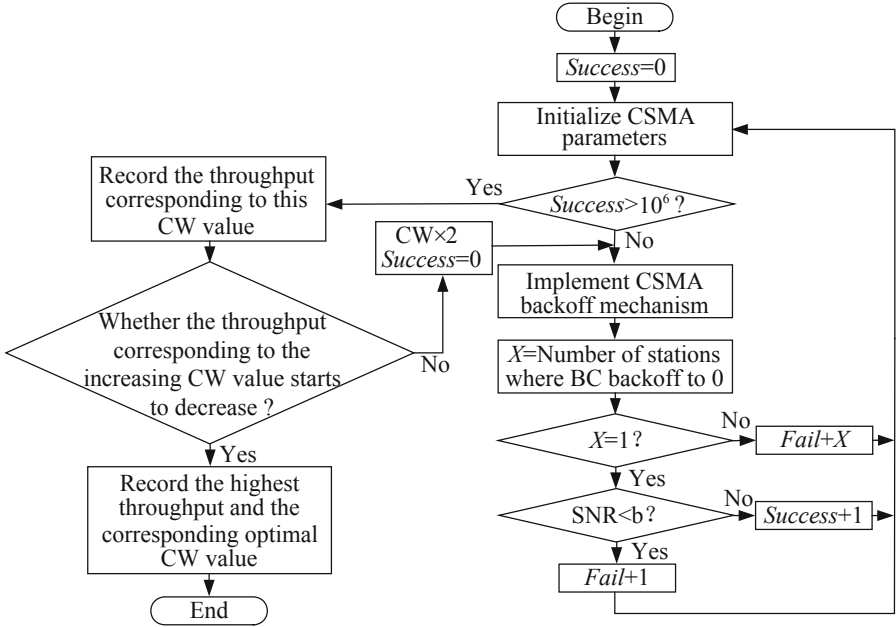 Begin
Success=0
Initialize CSMA
parameters
Success>10⁶?
Yes
No
Record the throughput
corresponding to this
CW value
CW×2
Success=0
Implement CSMA
backoff mechanism
Whether the throughput
corresponding to the
increasing CW value starts
to decrease ?
No
Yes
X=Number of stations
where BC backoff to 0
X=1?
No
Fail+X
Yes
SNR<b?
No
Success+1
Yes
Fail+1
Record the highest
throughput and the
corresponding optimal
CW value
End